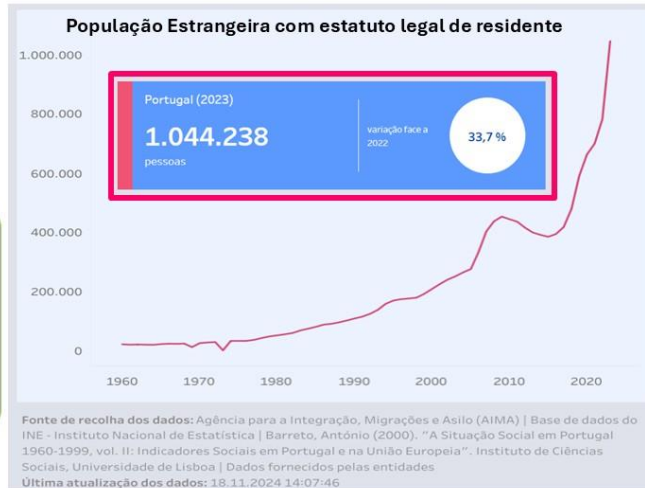 População Estrangeira com estatuto legal de residente
1.000.000
Portugal (2023)
1.044.238
pessoas
variação face a
2022
33,7 %
800.000
600.000
400.000
200.000
0
1960
1970
1980
1990
2000
2010
2020
Fonte de recolha dos dados: Agência para a Integração, Migrações e Asilo (AIMA) | Base de dados do
INE - Instituto Nacional de Estatística | Barreto, António (2000). "A Situação Social em Portugal
1960-1999, vol. II: Indicadores Sociais em Portugal e na União Europeia". Instituto de Ciências
Sociais, Universidade de Lisboa | Dados fornecidos pelas entidades
Última atualização dos dados: 18.11.2024 14:07:46